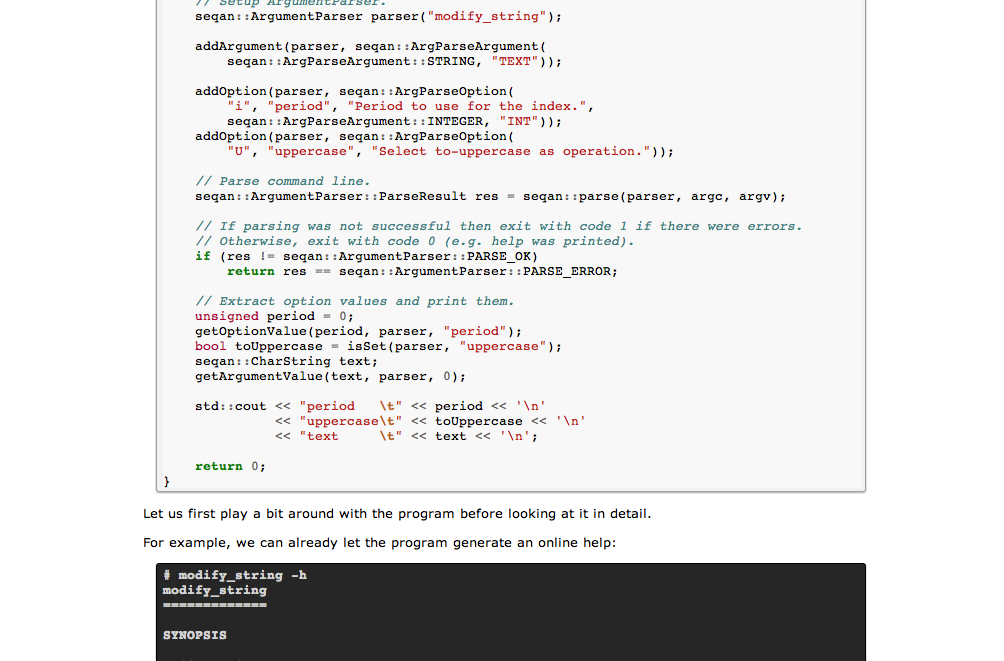 // Setup ArgumentParser.
    seqan::ArgumentParser parser("modify_string");

    addArgument(parser, seqan::ArgParseArgument(
        seqan::ArgParseArgument::STRING, "TEXT"));

    addOption(parser, seqan::ArgParseOption(
        "i", "period", "Period to use for the index.",
        seqan::ArgParseArgument::INTEGER, "INT"));
    addOption(parser, seqan::ArgParseOption(
        "U", "uppercase", "Select to-uppercase as operation."));

    // Parse command line.
    seqan::ArgumentParser::ParseResult res = seqan::parse(parser, argc, argv);

    // If parsing was not successful then exit with code 1 if there were errors.
    // Otherwise, exit with code 0 (e.g. help was printed).
    if (res != seqan::ArgumentParser::PARSE_OK)
        return res == seqan::ArgumentParser::PARSE_ERROR;

    // Extract option values and print them.
    unsigned period = 0;
    getOptionValue(period, parser, "period");
    bool toUppercase = isSet(parser, "uppercase");
    seqan::CharString text;
    getArgumentValue(text, parser, 0);

    std::cout << "period   \t" << period << '\n'
              << "uppercase\t" << toUppercase << '\n'
              << "text     \t" << text << '\n';

    return 0;
}
Let us first play a bit around with the program before looking at it in detail.
For example, we can already let the program generate an online help:
# modify_string -h
modify_string
=============

SYNOPSIS